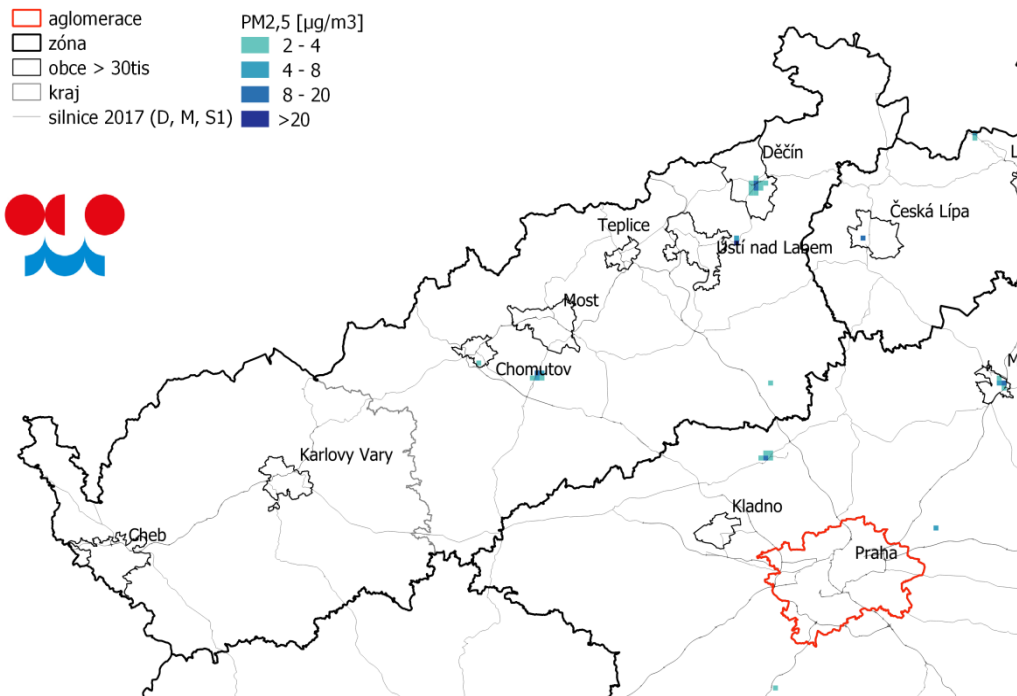 aglomerace
zóna
obce > 30tis
kraj
silnice 2017 (D, M, S1)
PM2,5 [µg/m3]
2 - 4
4 - 8
8 - 20
>20
Děčín
L
Česká Lípa
Teplice
Ústí nad Labem
Most
Chomutov
M
Karlovy Vary
Kladno
Cheb
Praha